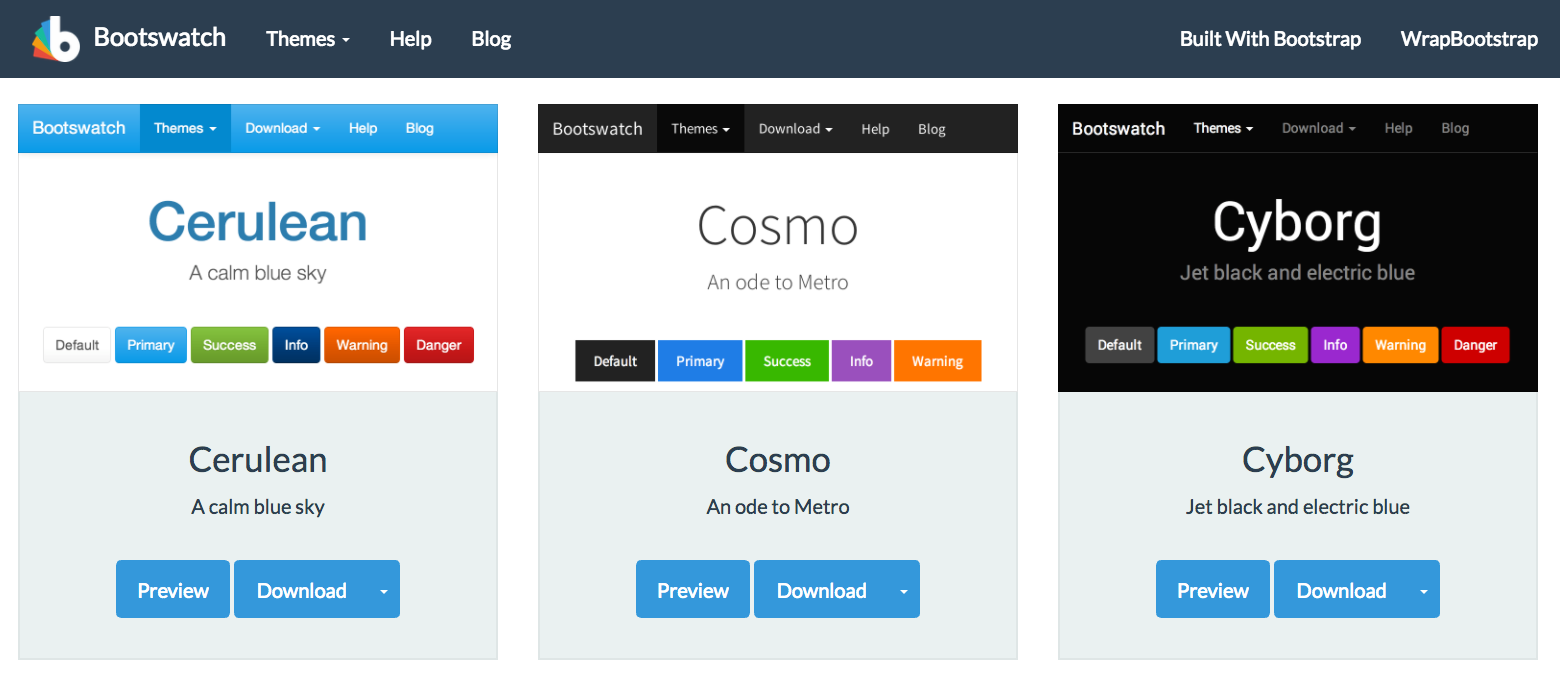 Bootswatch Themes Help Blog Built With Bootstrap WrapBootstrap
Bootswatch Themes Download Help Blog
Cerulean
A calm blue sky
Default Primary Success Info Warning Danger
Cerulean
A calm blue sky
Preview Download
Bootswatch Themes Download Help Blog
Cosmo
An ode to Metro
Default Primary Success Info Warning
Cosmo
An ode to Metro
Preview Download
Bootswatch Themes Download Help Blog
Cyborg
Jet black and electric blue
Default Primary Success Info Warning Danger
Cyborg
Jet black and electric blue
Preview Download